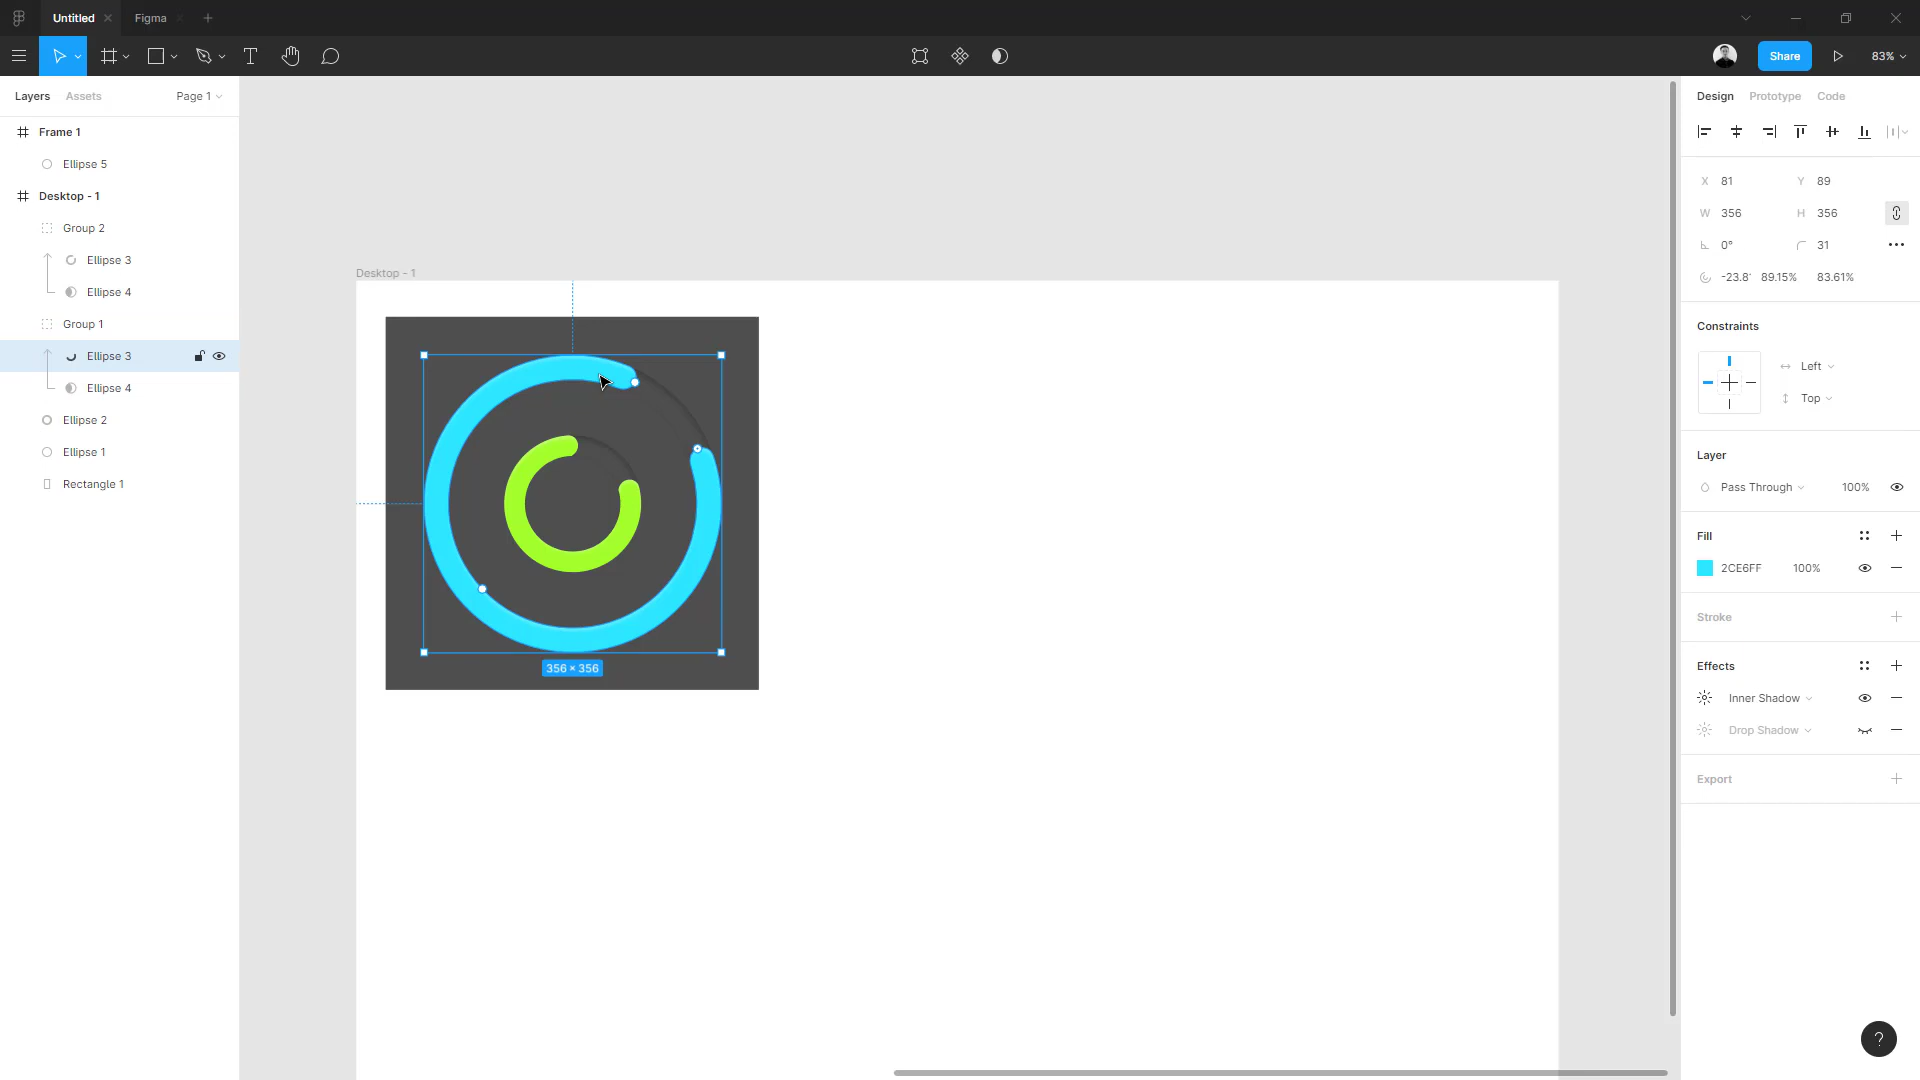 Untitled
Figma
Share
83%
Layers
Assets
Page 1
Frame 1
Ellipse 5
Desktop - 1
Group 2
Ellipse 3
Ellipse 4
Group 1
Ellipse 3
Ellipse 4
Ellipse 2
Ellipse 1
Rectangle 1
Desktop - 1
356 × 356
Design
Prototype
Code
X 81
Y 89
W 356
H 356
0°
31
-23.8°
89.15%
83.61%
Constraints
Left
Top
Layer
Pass Through
100%
Fill
2CE6FF
100%
Stroke
Effects
Inner Shadow
Drop Shadow
Export
?